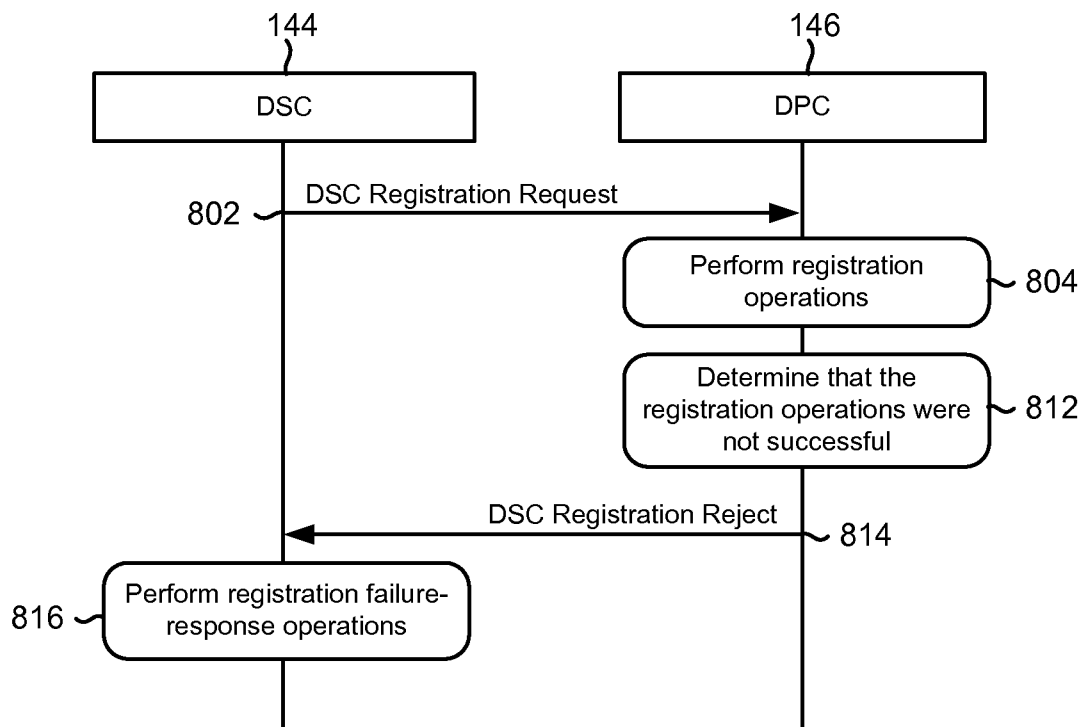 144
146
DSC
DPC
DSC Registration Request
802
Perform registration
operations
804
Determine that the
registration operations were
not successful
812
DSC Registration Reject
814
Perform registration failure-
response operations
816